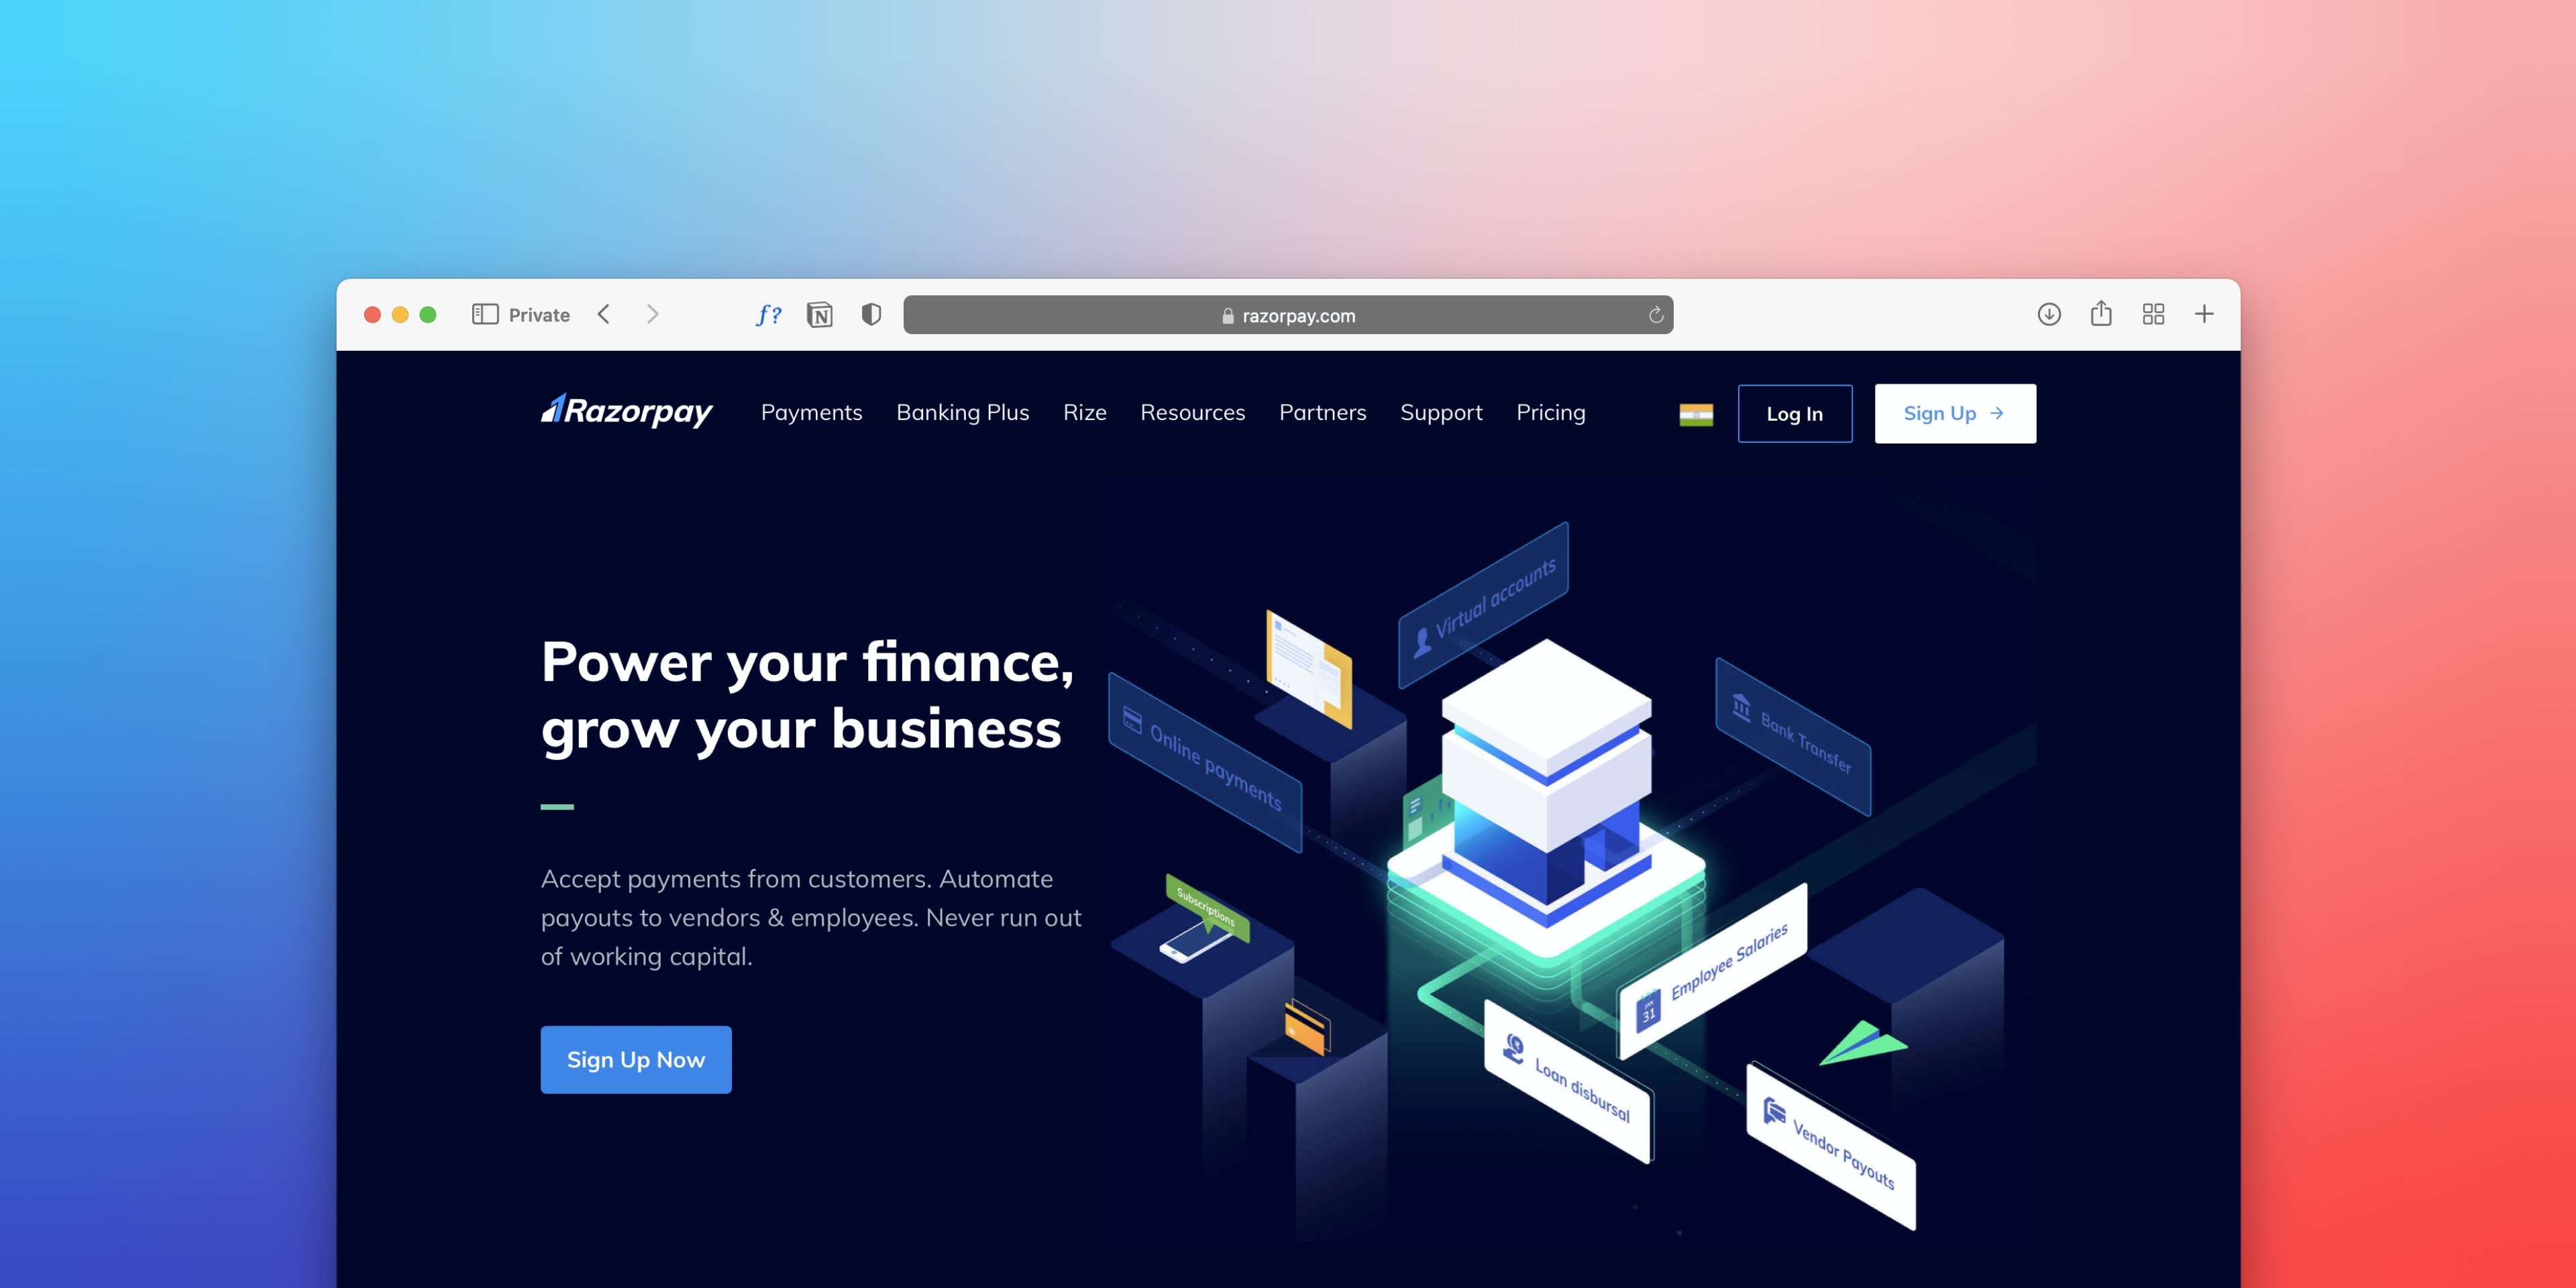 Private
f?
N
razorpay.com
Razorpay
Payments
Banking Plus
Rize
Resources
Partners
Support
Pricing
Log In
Sign Up →
Power your finance,
grow your business
Accept payments from customers. Automate
payouts to vendors & employees. Never run out
of working capital.
Sign Up Now
Virtual accounts
Bank Transfer
Online payments
Subscriptions
Employee Salaries
JAN
31
Loan disbursal
Vendor Payouts